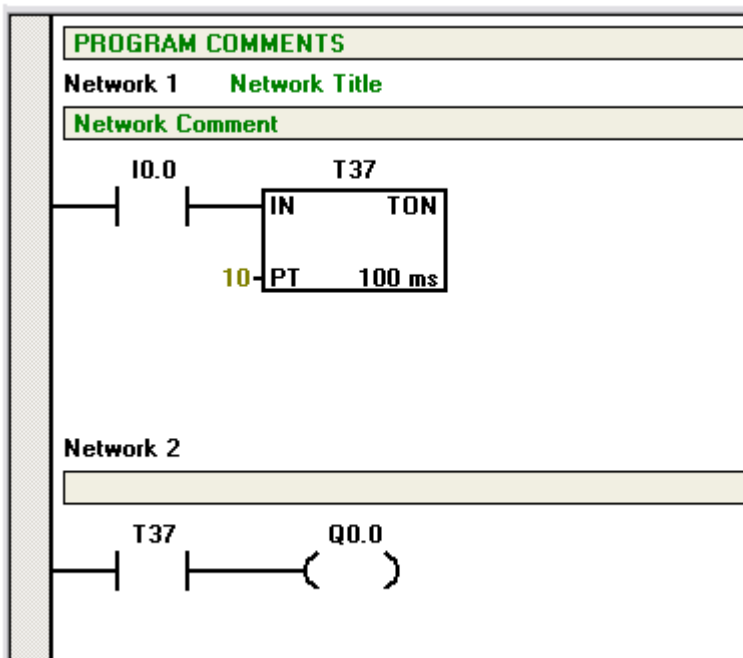 PROGRAM COMMENTS
Network 1 Network Title
Network Comment
I0.0 T37
IN TON
10 PT 100 ms
Network 2
T37 Q0.0